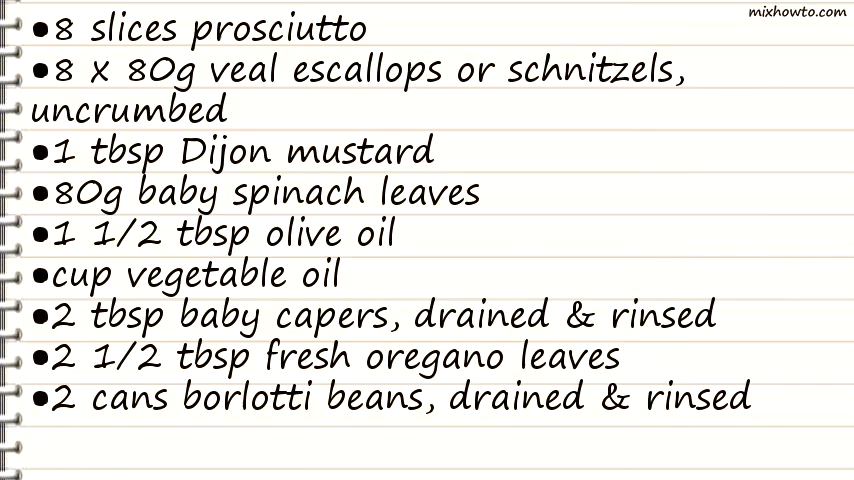 mixhowto.com
•8 slices prosciutto
•8 x 80g veal escallops or schnitzels,
uncrumbed
•1 tbsp Dijon mustard
•80g baby spinach leaves
•1 1/2 tbsp olive oil
•cup vegetable oil
•2 tbsp baby capers, drained & rinsed
•2 1/2 tbsp fresh oregano leaves
•2 cans borlotti beans, drained & rinsed